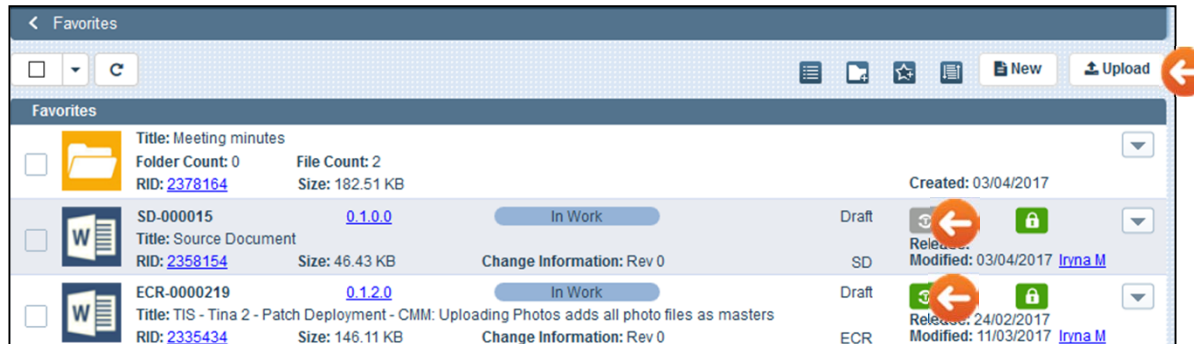 Favorites
New Upload
Favorites
Title: Meeting minutes
Folder Count: 0 File Count: 2
RID: 2378164 Size: 182.51 KB Created: 03/04/2017
SD-000015 0.1.0.0 In Work Draft
Title: Source Document Release:
RID: 2358154 Size: 46.43 KB Change Information: Rev 0 SD Modified: 03/04/2017 Iryna M
ECR-0000219 0.1.2.0 In Work Draft
Title: TIS - Tina 2 - Patch Deployment - CMM: Uploading Photos adds all photo files as masters Release: 24/02/2017
RID: 2335434 Size: 146.11 KB Change Information: Rev 0 ECR Modified: 11/03/2017 Iryna M